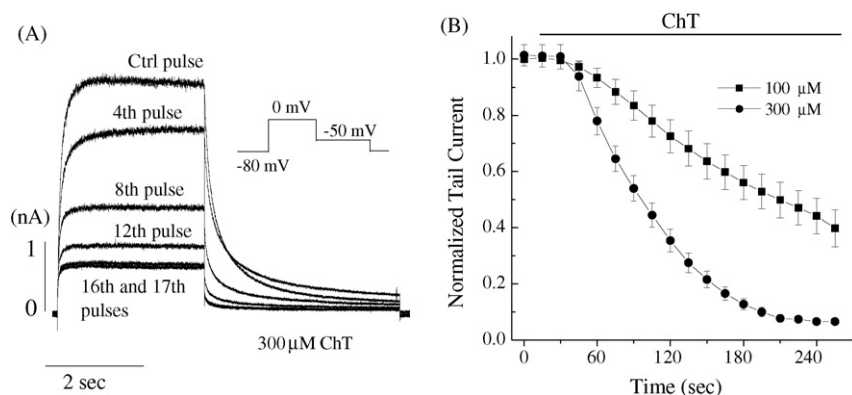 (A)
Ctrl pulse
4th pulse
8th pulse
12th pulse
16th and 17th
pulses
0 mV
-50 mV
-80 mV
(nA)
1
0
300 μM ChT
2 sec
(B)
ChT
100 μM
300 μM
Normalized Tail Current
1.0
0.8
0.6
0.4
0.2
0.0
0 60 120 180 240
Time (sec)